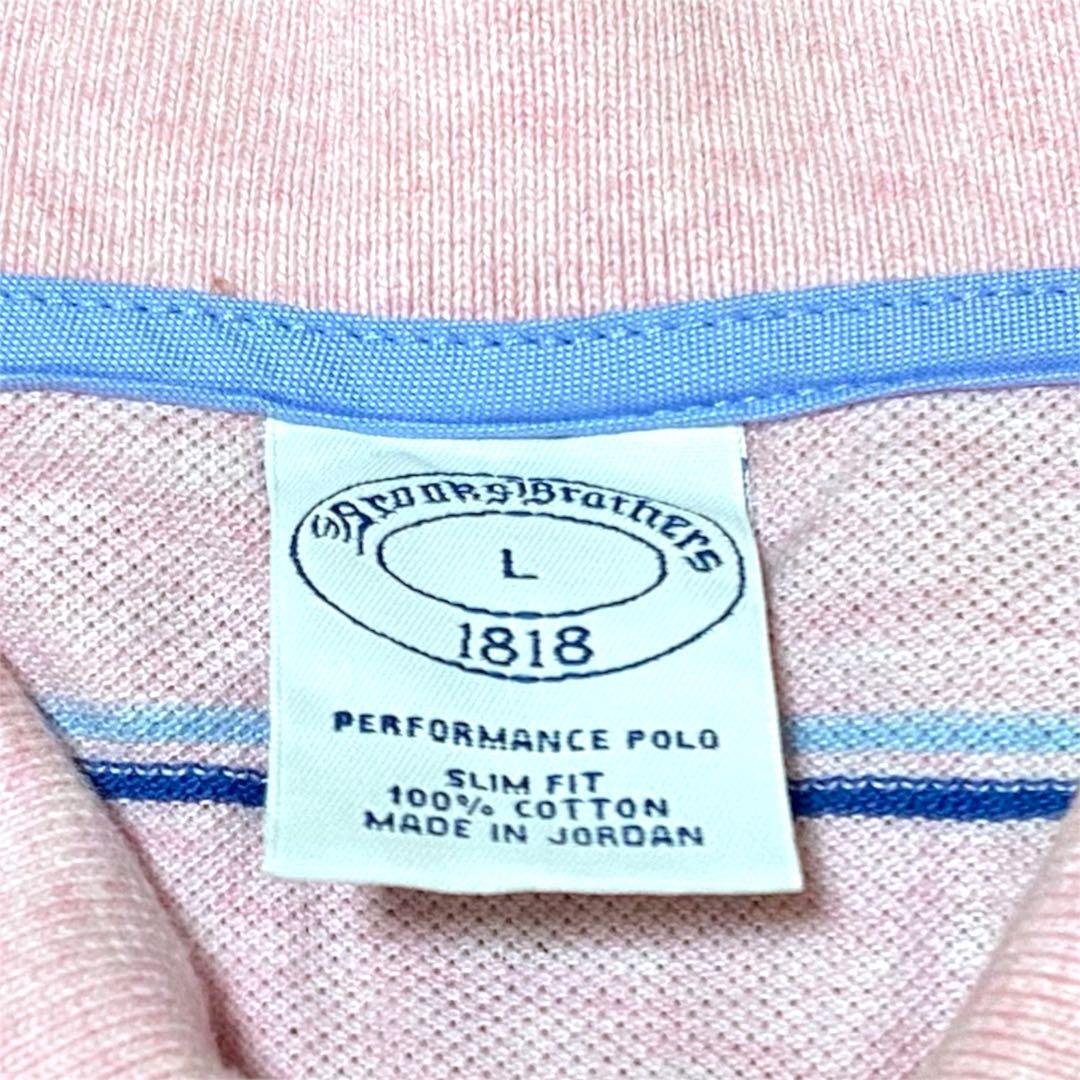 Brooks Brothers
L
1818
PERFORMANCE POLO
SLIM FIT
100% COTTON
MADE IN JORDAN